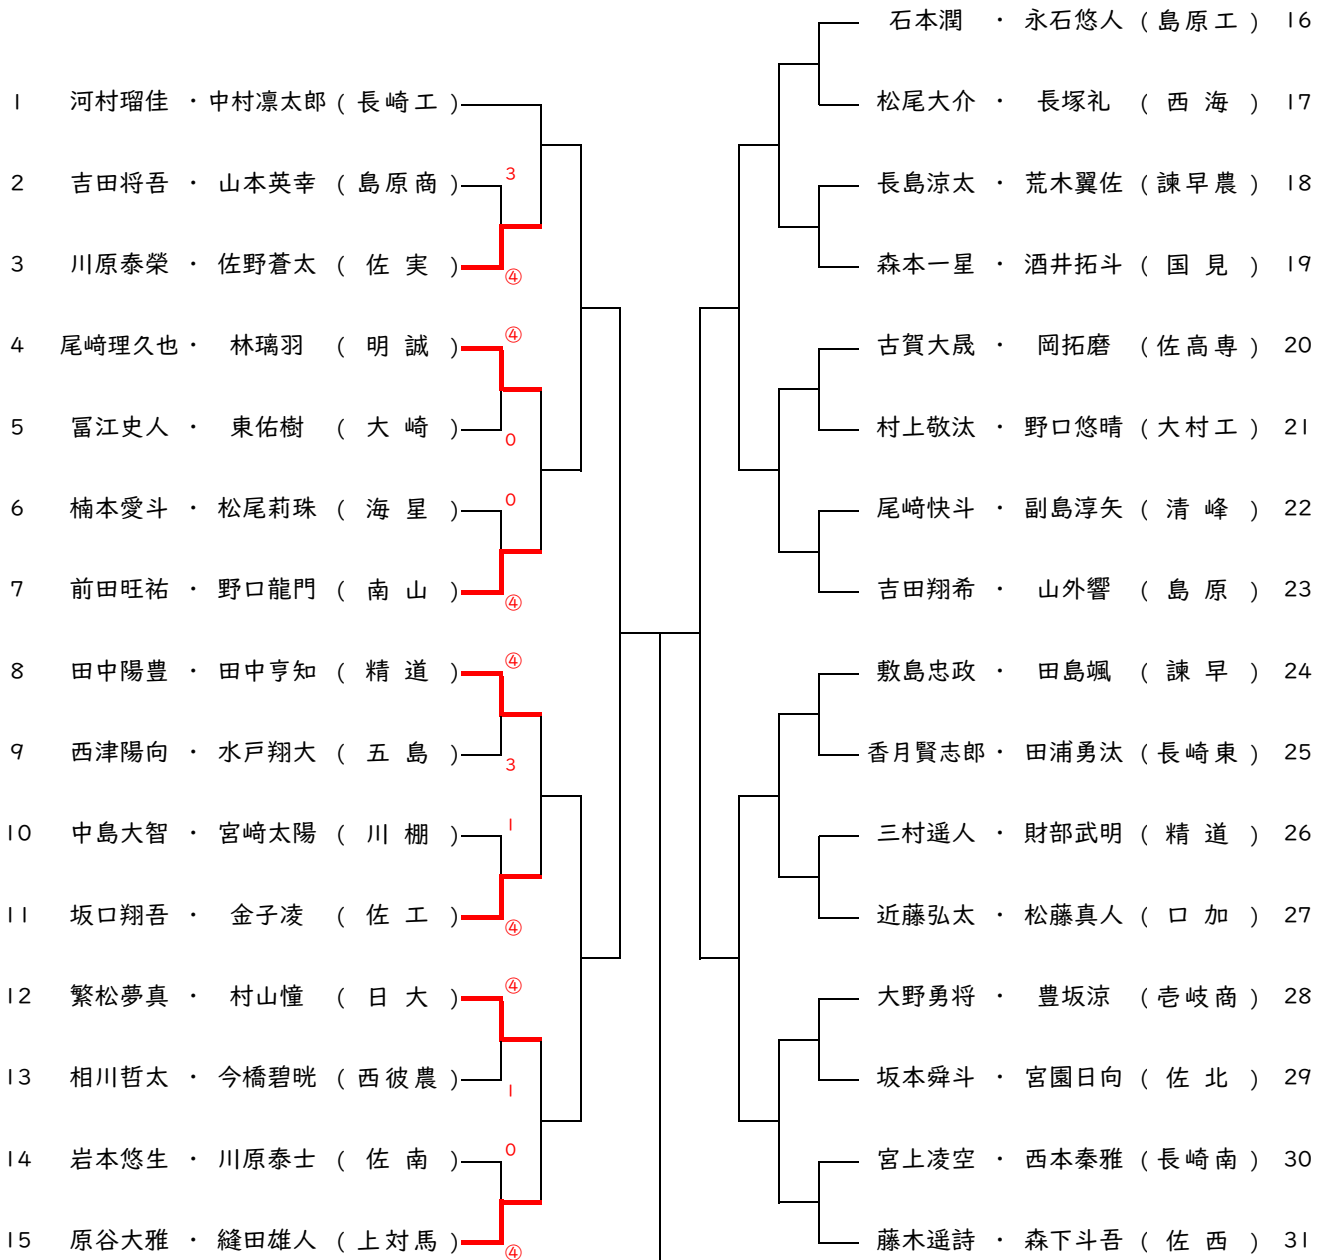 1 河村瑠佳 ・ 中村凛太郎 ( 長崎工 )
2 吉田将吾 ・ 山本英幸 ( 島原商 ) 3
3 川原泰榮 ・ 佐野蒼太 ( 佐実 ) ④
4 尾﨑理久也 ・ 林璃羽 ( 明誠 ) ④
5 冨江史人 ・ 東佑樹 ( 大崎 ) 0
6 楠本愛斗 ・ 松尾莉珠 ( 海星 ) 0
7 前田旺祐 ・ 野口龍門 ( 南山 ) ④
8 田中陽豊 ・ 田中亨知 ( 精道 ) ④
9 西津陽向 ・ 水戸翔大 ( 五島 ) 3
10 中島大智 ・ 宮﨑太陽 ( 川棚 ) 1
11 坂口翔吾 ・ 金子凌 ( 佐工 ) ④
12 繁松夢真 ・ 村山憧 ( 日大 ) ④
13 相川哲太 ・ 今橋碧晄 ( 西彼農 ) 1
14 岩本悠生 ・ 川原泰士 ( 佐南 ) 0
15 原谷大雅 ・ 縫田雄人 ( 上対馬 ) ④
石本潤 ・ 永石悠人 ( 島原工 ) 16
松尾大介 ・ 長塚礼 ( 西海 ) 17
長島涼太 ・ 荒木翼佐 ( 諫早農 ) 18
森本一星 ・ 酒井拓斗 ( 国見 ) 19
古賀大晟 ・ 岡拓磨 ( 佐高専 ) 20
村上敬汰 ・ 野口悠晴 ( 大村工 ) 21
尾﨑快斗 ・ 副島淳矢 ( 清峰 ) 22
吉田翔希 ・ 山外響 ( 島原 ) 23
敷島忠政 ・ 田島颯 ( 諫早 ) 24
香月賢志郎 ・ 田浦勇汰 ( 長崎東 ) 25
三村遥人 ・ 財部武明 ( 精道 ) 26
近藤弘太 ・ 松藤真人 ( 口加 ) 27
大野勇将 ・ 豊坂涼 ( 壱岐商 ) 28
坂本舜斗 ・ 宮園日向 ( 佐北 ) 29
宮上凌空 ・ 西本秦雅 ( 長崎南 ) 30
藤木遥詩 ・ 森下斗吾 ( 佐西 ) 31